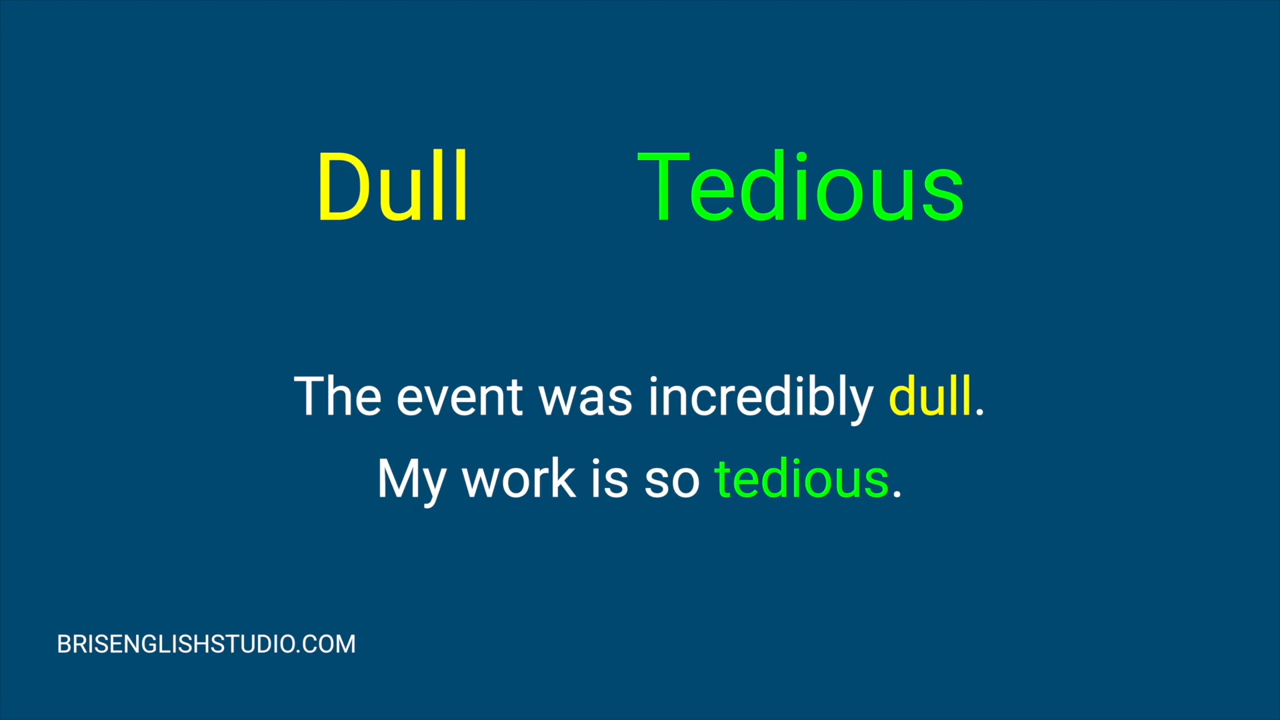 Dull Tedious
The event was incredibly dull.
My work is so tedious.
BRISENGLISHSTUDIO.COM